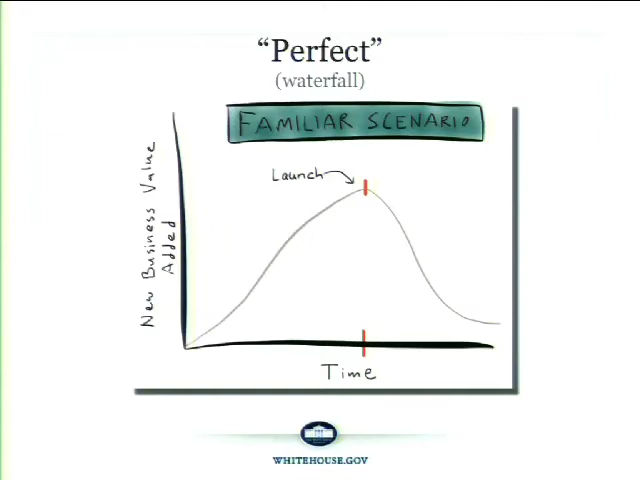 “Perfect”
(waterfall)
FAMILIAR SCENARIO
Launch
New Business Value
Added
Time
WHITEHOUSE.GOV